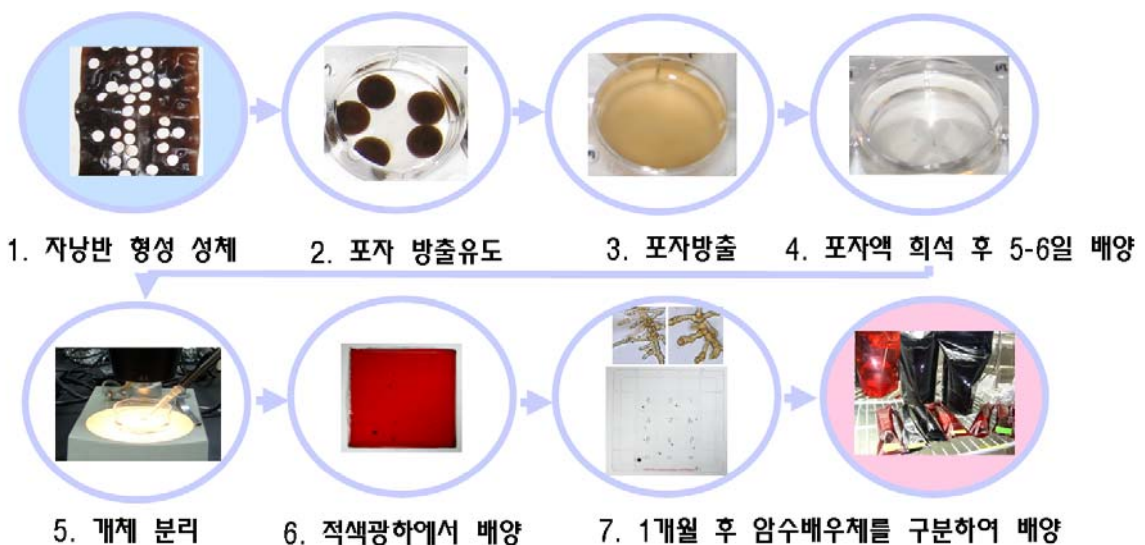 1. 자낭반 형성 성체
2. 포자 방출유도
3. 포자방출
4. 포자액 희석 후 5-6일 배양
5. 개체 분리
6. 적색광하에서 배양
7. 1개월 후 암수배우체를 구분하여 배양